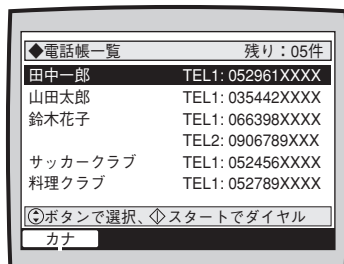 ◆電話帳一覧 残り：05件
田中一郎 TEL1: 052961XXXX
山田太郎 TEL1: 035442XXXX
鈴木花子 TEL1: 066398XXXX
TEL2: 0906789XXX
サッカークラブ TEL1: 052456XXXX
料理クラブ TEL1: 052789XXXX
ボタンで選択、スタートでダイヤル
カナ